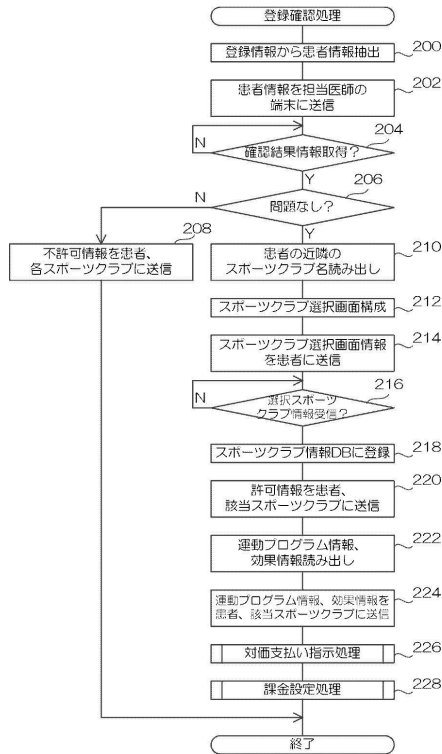 登録確認処理
登録情報から患者情報抽出
200
患者情報を担当医師の
端末に送信
202
確認結果情報取得？
204
N
Y
問題なし？
206
N
Y
不許可情報を患者、
各スポーツクラブに送信
208
患者の近隣の
スポーツクラブ名読み出し
210
スポーツクラブ選択画面構成
212
スポーツクラブ選択画面情報
を患者に送信
214
選択スポーツ
クラブ情報受信？
216
N
Y
スポーツクラブ情報DBに登録
218
許可情報を患者、
該当スポーツクラブに送信
220
運動プログラム情報、
効果情報読み出し
222
運動プログラム情報、効果情報を
患者、該当スポーツクラブに送信
224
対価支払い指示処理
226
課金設定処理
228
終了